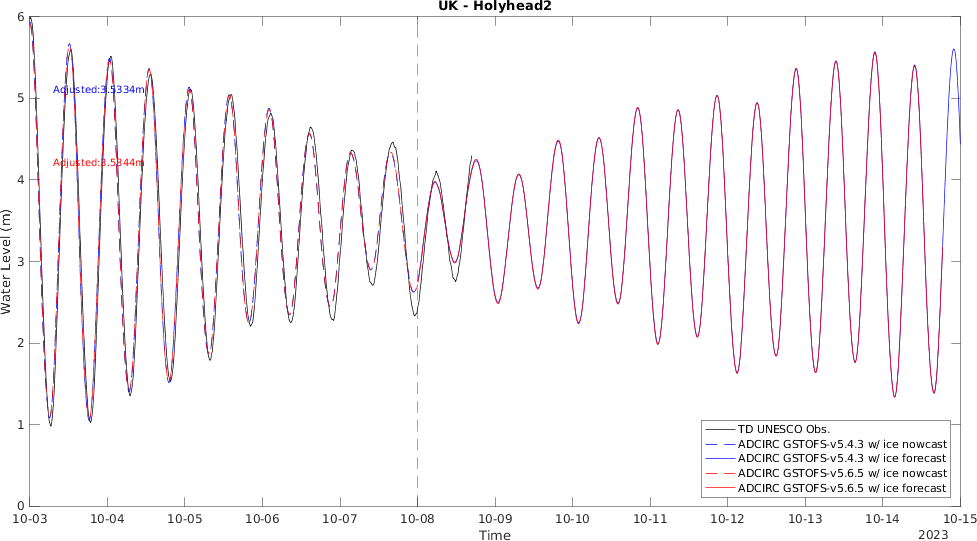 UK - Holyhead2
6
5
4
3
2
1
0
Water Level (m)
Adjusted:3.5334m
Adjusted:3.5344m
TD UNESCO Obs.
ADCIRC GSTOFS-v5.4.3 w/ ice nowcast
ADCIRC GSTOFS-v5.4.3 w/ ice forecast
ADCIRC GSTOFS-v5.6.5 w/ ice nowcast
ADCIRC GSTOFS-v5.6.5 w/ ice forecast
10-03 10-04 10-05 10-06 10-07 10-08 10-09 10-10 10-11 10-12 10-13 10-14 10-15
Time
2023